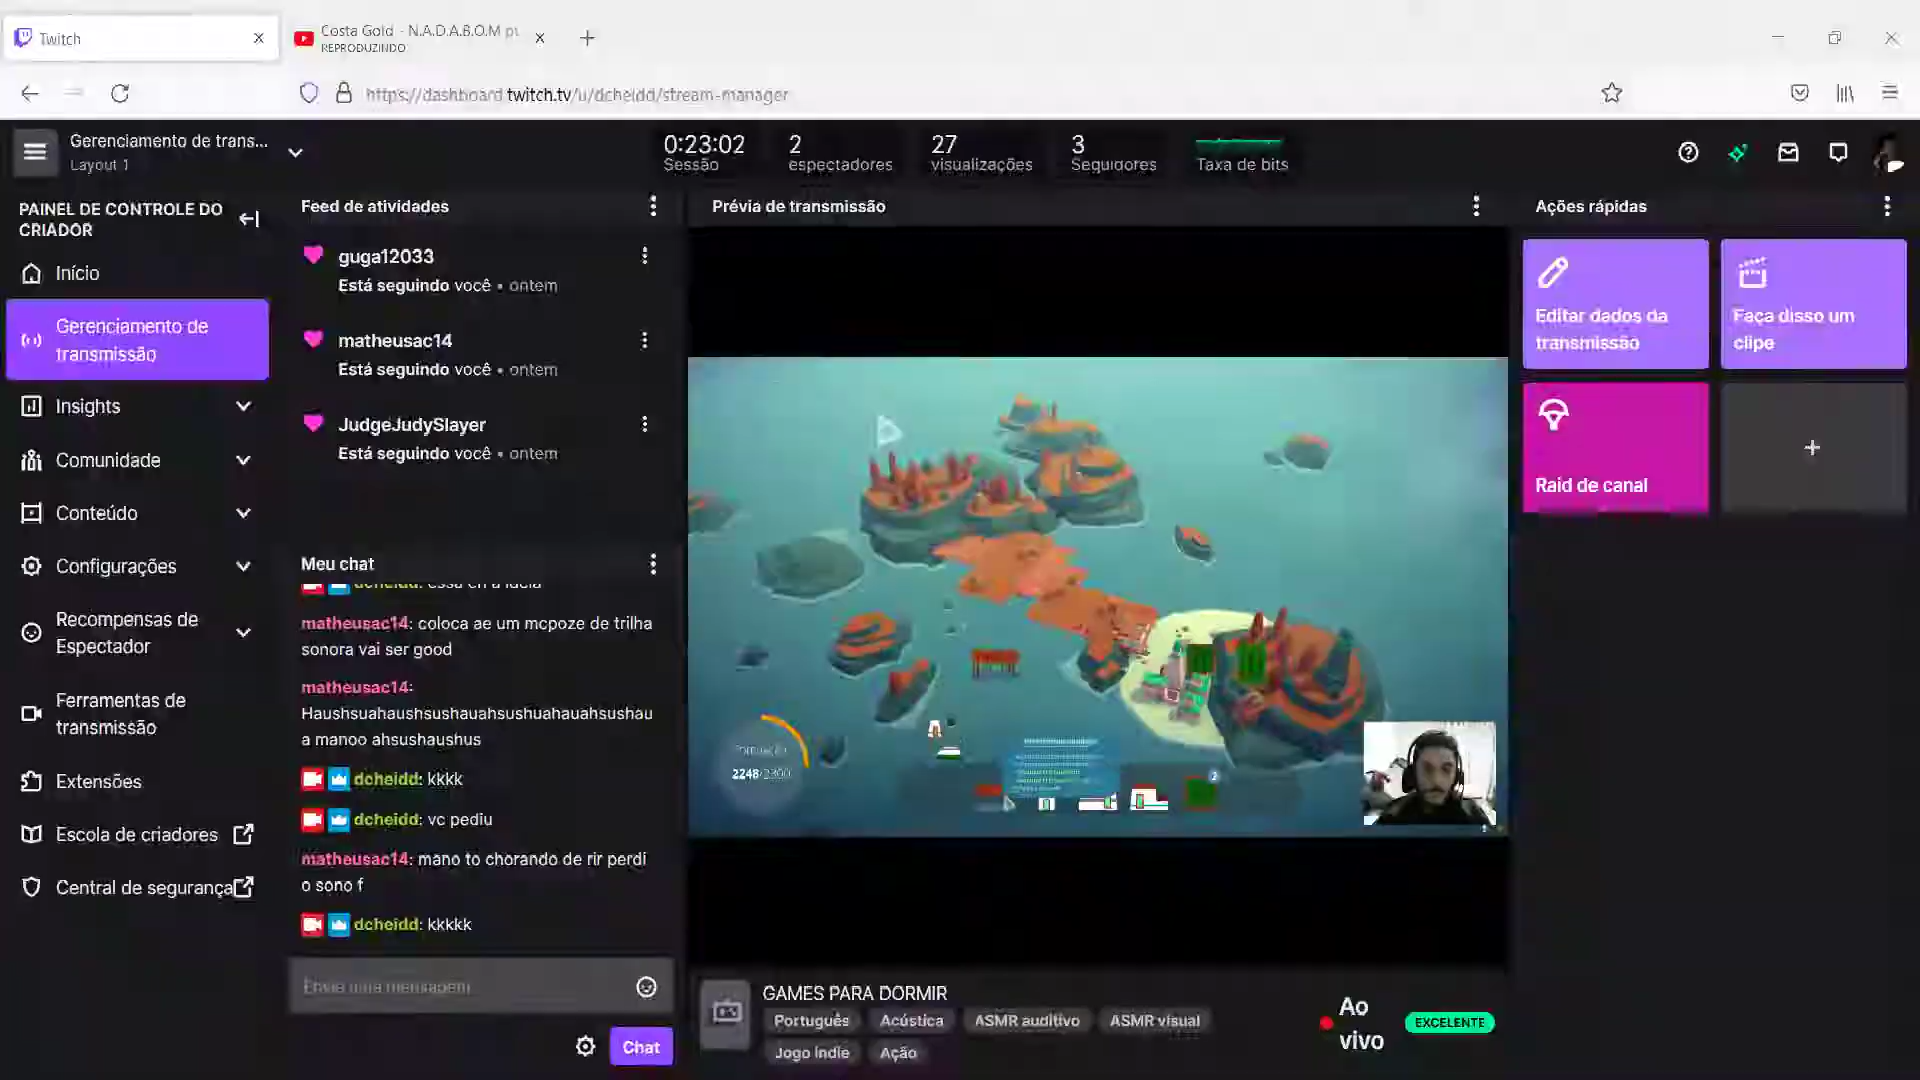 Twitch
Costa Gold - N.A.D.A.B.O.M
REPRODUZINDO
https://dashboard.twitch.tv/u/dcheidd/stream-manager
Gerenciamento de trans...
Layout 1
0:23:02
Sessão
2
espectadores
27
visualizações
3
Seguidores
Taxa de bits
PAINEL DE CONTROLE DO
CRIADOR
Início
Gerenciamento de
transmissão
Insights
Comunidade
Conteúdo
Configurações
Recompensas de
Espectador
Ferramentas de
transmissão
Extensões
Escola de criadores
Central de segurança
Feed de atividades
guga12033
Está seguindo você • ontem
matheusac14
Está seguindo você • ontem
JudgeJudySlayer
Está seguindo você • ontem
Meu chat
matheusac14: coloca ae um mcpoze de trilha
sonora vai ser good
matheusac14:
Haushsuahaushsushauahsushuahauahsushau
a manoo ahsushaushus
dcheidd: kkkk
dcheidd: vc pediu
matheusac14: mano to chorando de rir perdi
o sono f
dcheidd: kkkkk
Envie uma mensagem
Chat
Prévia de transmissão
2248/2300
2
GAMES PARA DORMIR
Português
Acústica
ASMR auditivo
ASMR visual
Jogo Indie
Ação
Ao
vivo
EXCELENTE
Ações rápidas
Editar dados da
transmissão
Faça disso um
clipe
Raid de canal